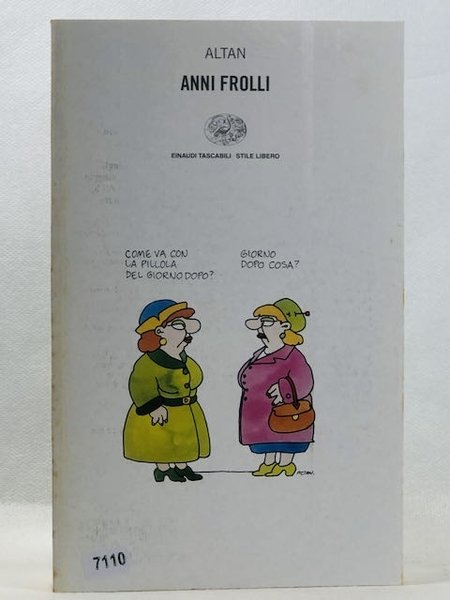 ALTAN
ANNI FROLLI
EINAUDI TASCABILI STILE LIBERO
COME VA CON
LA PILLOLA
DEL GIORNO DOPO?
GIORNO
DOPO COSA?
ALTAN.
7110